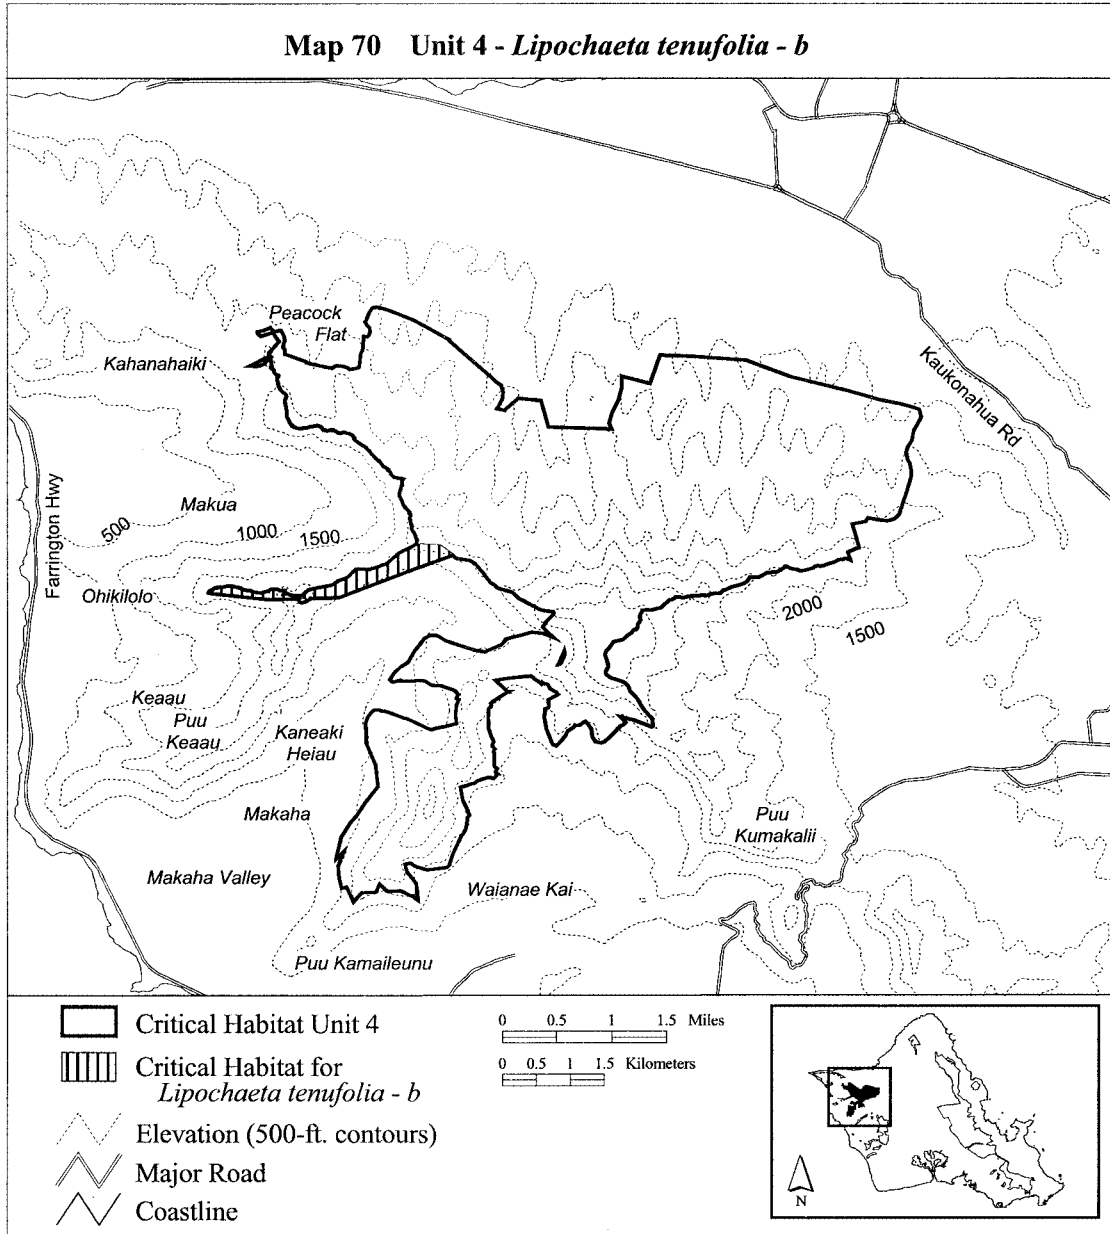 Map 70 Unit 4 - Lipochaeta tenufolia - b
Peacock
Flat
Kahanahaiki
Kaukonahua Rd
Farrington Hwy
Makua
500
1000
1500
Ohikilolo
2000
1500
Keaau
Puu
Keaau
Kaneaki
Heiau
Makaha
Puu
Kumakalii
Makaha Valley
Waianae Kai
Puu Kamaileunu
Critical Habitat Unit 4
Critical Habitat for
Lipochaeta tenufolia - b
Elevation (500-ft. contours)
Major Road
Coastline
0 0.5 1 1.5 Miles
0 0.5 1 1.5 Kilometers
N